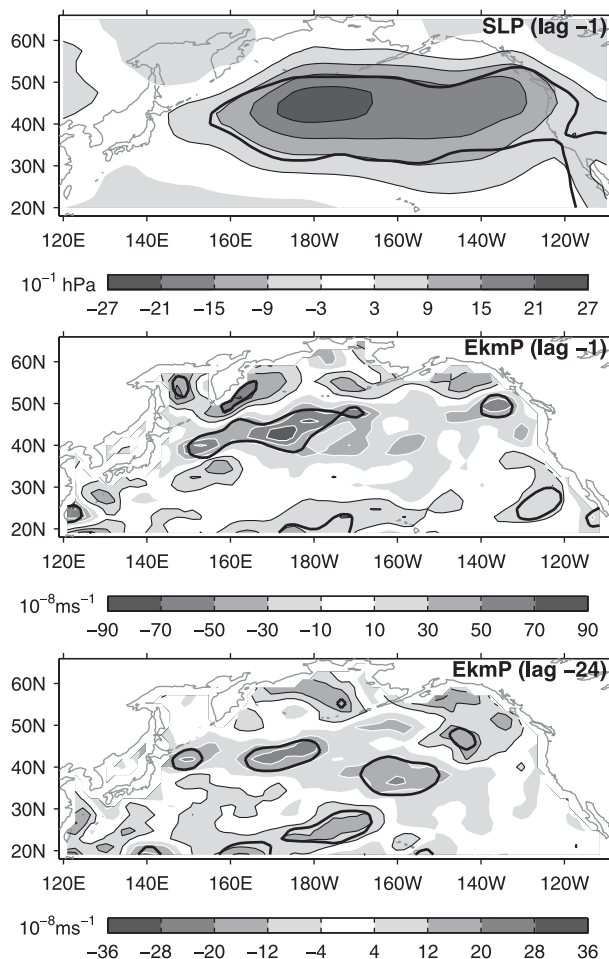 SLP (lag −1)
60N
50N
40N
30N
20N
120E 140E 160E 180W 160W 140W 120W
10⁻¹ hPa
−27 −21 −15 −9 −3 3 9 15 21 27
EkmP (lag −1)
60N
50N
40N
30N
20N
120E 140E 160E 180W 160W 140W 120W
10⁻⁸ms⁻¹
−90 −70 −50 −30 −10 10 30 50 70 90
EkmP (lag −24)
60N
50N
40N
30N
20N
120E 140E 160E 180W 160W 140W 120W
10⁻⁸ms⁻¹
−36 −28 −20 −12 −4 4 12 20 28 36